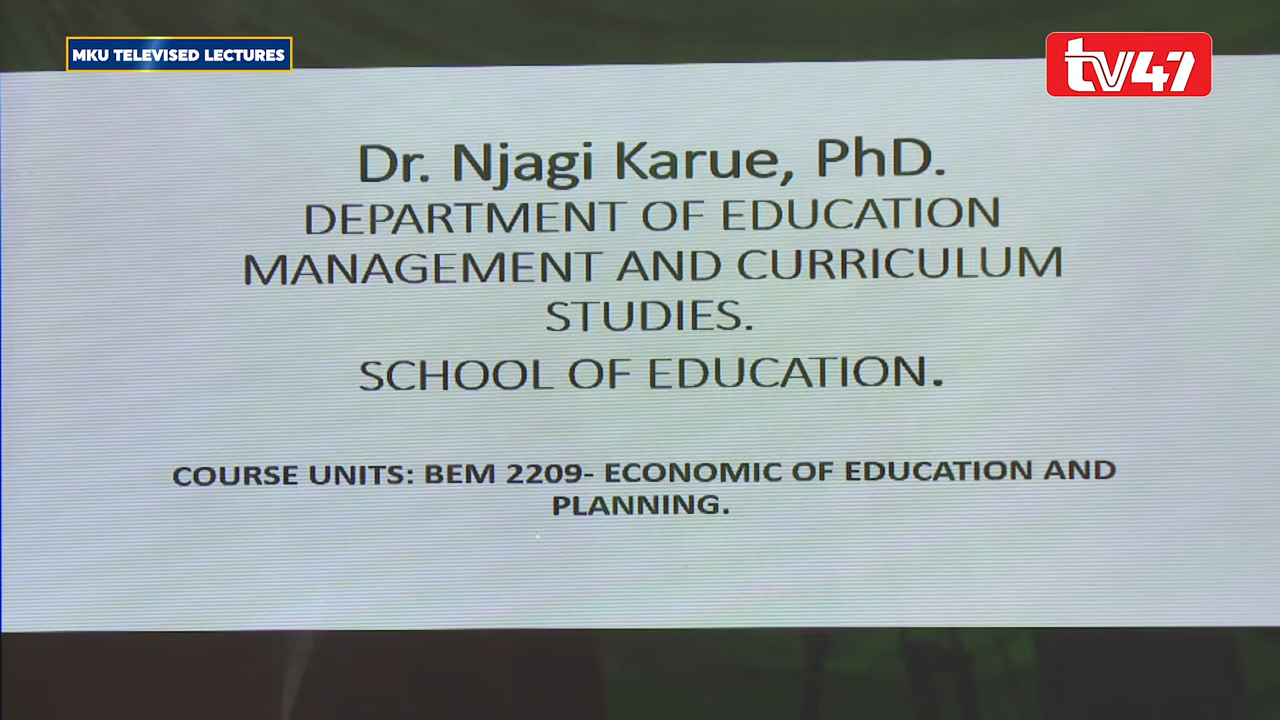 MKU TELEVISED LECTURES
tv47
Dr. Njagi Karue, PhD.
DEPARTMENT OF EDUCATION
MANAGEMENT AND CURRICULUM
STUDIES.
SCHOOL OF EDUCATION.
COURSE UNITS: BEM 2209- ECONOMIC OF EDUCATION AND
PLANNING.